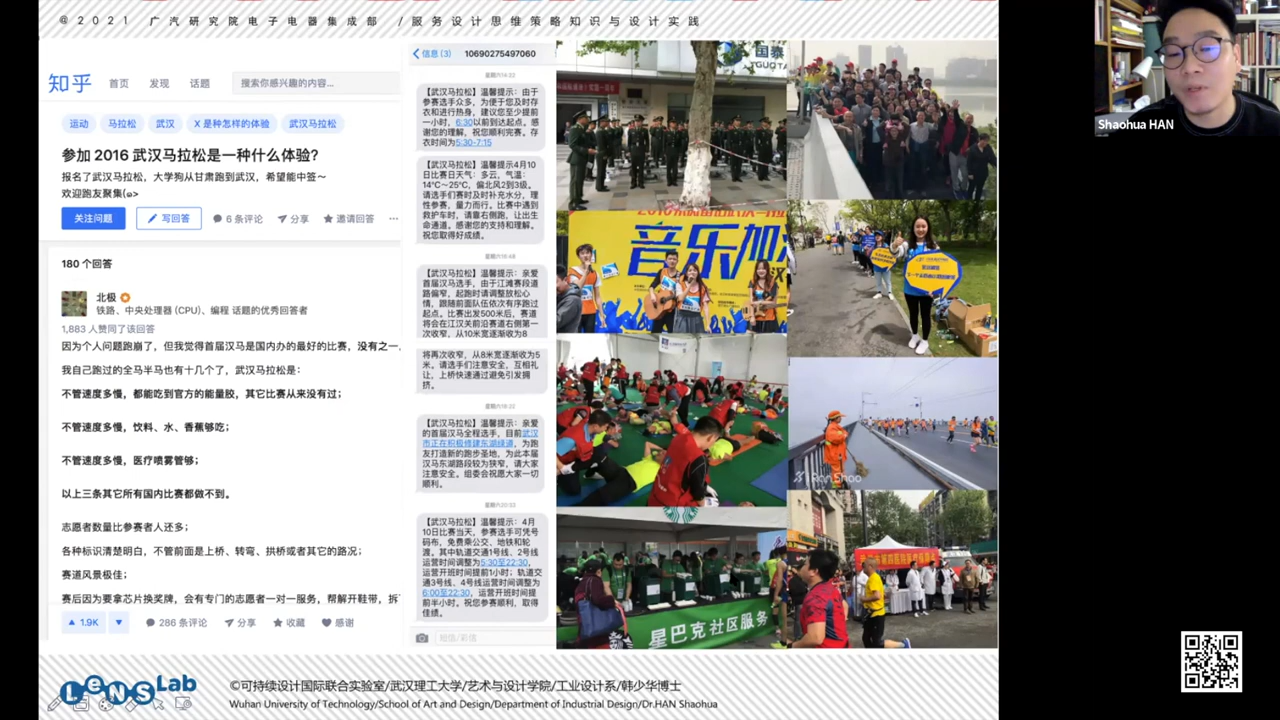 @2021 广汽研究院电子电器集成部 /服务设计思维策略知识与设计实践
知乎 首页 发现 话题 搜索你感兴趣的内容...
运动 马拉松 武汉 X 是种怎样的体验 武汉马拉松
参加 2016 武汉马拉松是一种什么体验?
报名了武汉马拉松，大学狗从甘肃跑到武汉，希望能中签～
欢迎跑友聚集(๑>
关注问题 写回答 6 条评论 分享 邀请回答 ...
180 个回答
北极
铁路、中央处理器 (CPU)、编程 话题的优秀回答者
1,883 人赞同了该回答
因为个人问题跑崩了，但我觉得首届汉马是国内办的最好的比赛，没有之一
我自己跑过的全马半马也有十几个了，武汉马拉松是：
不管速度多慢，都能吃到官方的能量胶，其它比赛从来没有过；
不管速度多慢，饮料、水、香蕉够吃；
不管速度多慢，医疗喷雾管够；
以上三条其它所有国内比赛都做不到。
志愿者数量比参赛者人还多；
各种标识清楚明白，不管前面是上桥、转弯、拱桥或者其它的路况；
赛道风景极佳；
赛后因为要拿芯片换奖牌，会有专门的志愿者一对一服务，帮解开鞋带，拆
1.9K 286 条评论 分享 收藏 感谢
信息 (3) 10690275497060
星期六14:22
【武汉马拉松】温馨提示：由于
参赛选手众多，为便于您及时存
衣和进行热身，建议您至少提前
一小时，6:30以前到达起点。感
谢您的理解，祝您顺利完赛。存
衣时间为5:30-7:15
【武汉马拉松】温馨提示4月10
日比赛日天气：多云，气温：
14°C～25°C，偏北风2到3级。
请选手们赛时及时补充水分，理
性参赛，量力而行。比赛中遇到
救护车时，请靠右侧跑，让出生
命通道。感谢您的支持和理解。
祝您取得好成绩。
【武汉马拉松】温馨提示：亲爱
首届汉马选手，由于江滩赛段道
路偏窄，起跑时请调整放松心
情，跟随前面队伍依次有序跑过
起点。比赛出发500米后，赛道
将会在江汉关前沿赛道右侧第一
次收窄，从10米宽逐渐收为8
将再次收窄，从8米宽逐渐收为5
米。请选手们注意安全，互相礼
让，上桥快速通过避免引发拥
挤。
星期六19:22
【武汉马拉松】温馨提示：亲爱
的首届汉马全程选手，目前武汉
市正在积极修建东湖绿道，为跑
友打造新的跑步圣地，为此本届
汉马东湖路段较为狭窄，请大家
注意安全。组委会祝愿大家一切
顺利。
星期六20:53
【武汉马拉松】温馨提示：4月
10日比赛当天，参赛选手可凭号
码布，免费乘公交、地铁和轮
渡，其中轨道交通1号线、2号线
运营时间调整为5:30至22:30，
运营开班时间提前1小时；轨道交
通3号线、4号线运营时间调整为
6:00至22:30，运营开班时间提
前半小时。祝您参赛顺利，取得
佳绩。
短信/彩信
国泰
GUOTA
音乐加
汉
星巴克社区服务
Shaohua HAN
LeNSLab
©可持续设计国际联合实验室/武汉理工大学/艺术与设计学院/工业设计系/韩少华博士
Wuhan University of Technology/School of Art and Design/Department of Industrial Design/Dr.HAN Shaohua